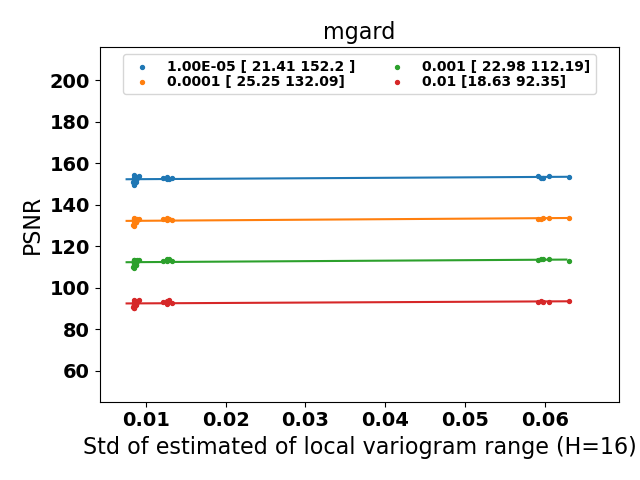 mgard
1.00E-05 [ 21.41 152.2 ]
0.0001 [ 25.25 132.09]
0.001 [ 22.98 112.19]
0.01 [18.63 92.35]
PSNR
200
180
160
140
120
100
80
60
0.01 0.02 0.03 0.04 0.05 0.06
Std of estimated of local variogram range (H=16)